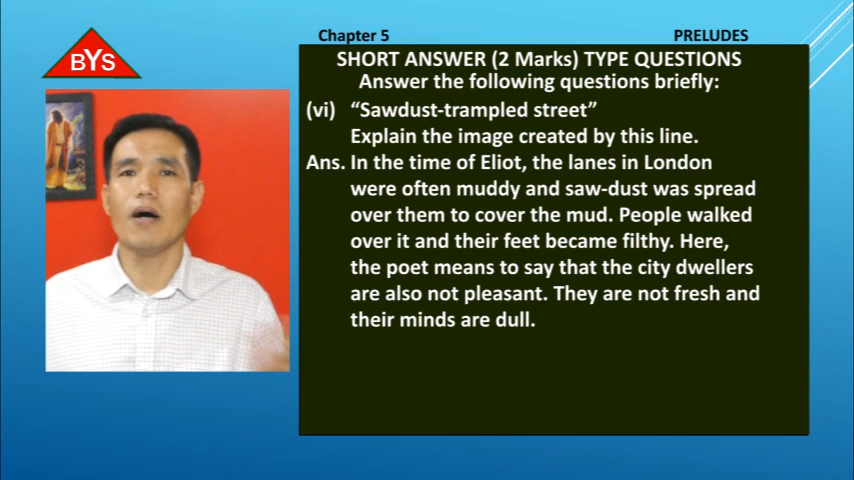 BYS
Chapter 5 PRELUDES
SHORT ANSWER (2 Marks) TYPE QUESTIONS
Answer the following questions briefly:
(vi) “Sawdust-trampled street”
Explain the image created by this line.
Ans. In the time of Eliot, the lanes in London
were often muddy and saw-dust was spread
over them to cover the mud. People walked
over it and their feet became filthy. Here,
the poet means to say that the city dwellers
are also not pleasant. They are not fresh and
their minds are dull.